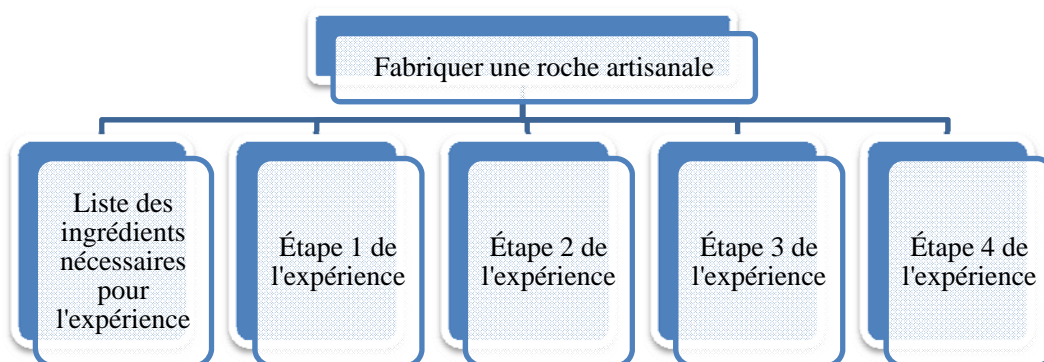 Fabriquer une roche artisanale
Liste des
ingrédients
nécessaires
pour
l'expérience
Étape 1 de
l'expérience
Étape 2 de
l'expérience
Étape 3 de
l'expérience
Étape 4 de
l'expérience